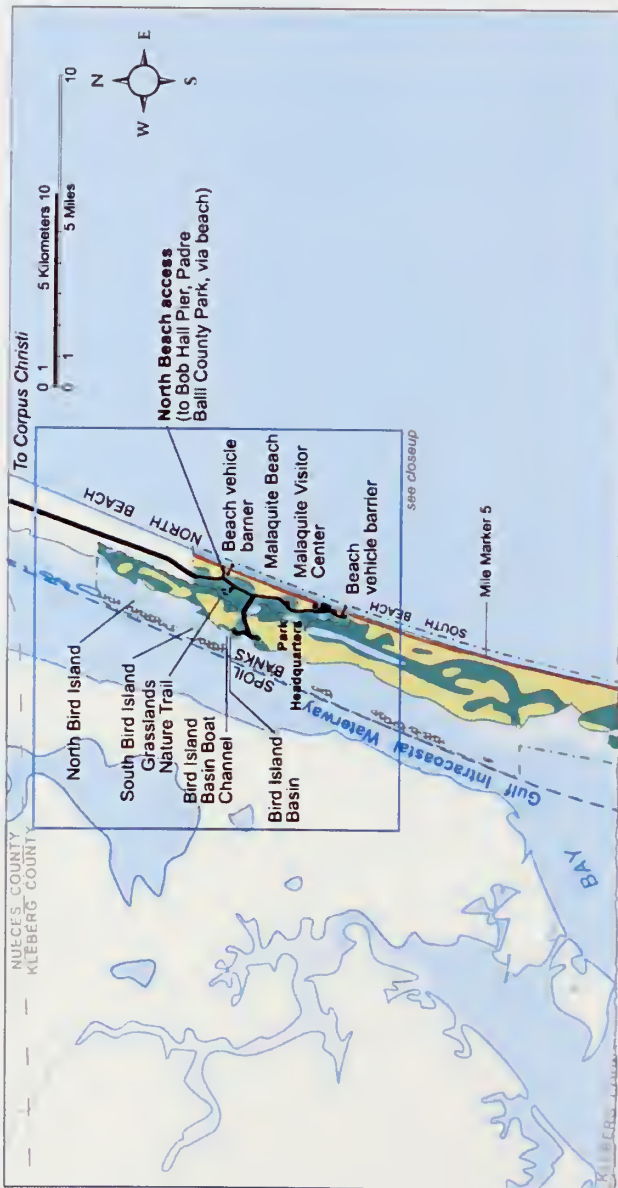 NUECES COUNTY
KLEBERG COUNTY
To Corpus Christi
0 1 5 Kilometers 10
0 1 5 Miles 10
N
E
S
W
North Bird Island
South Bird Island
Grasslands
Nature Trail
Bird Island
Basin Boat
Channel
Bird Island
Basin
SPOIL
BANKS
Park
Headquarters
NORTH BEACH
North Beach access
(to Bob Hall Pier, Padre
Balli County Park, via beach)
Beach vehicle
barrier
Malaquite Beach
Malaquite Visitor
Center
Beach
vehicle barrier
SOUTH BEACH
see closeup
Mile Marker 5
Gulf Intracoastal Waterway
BAY